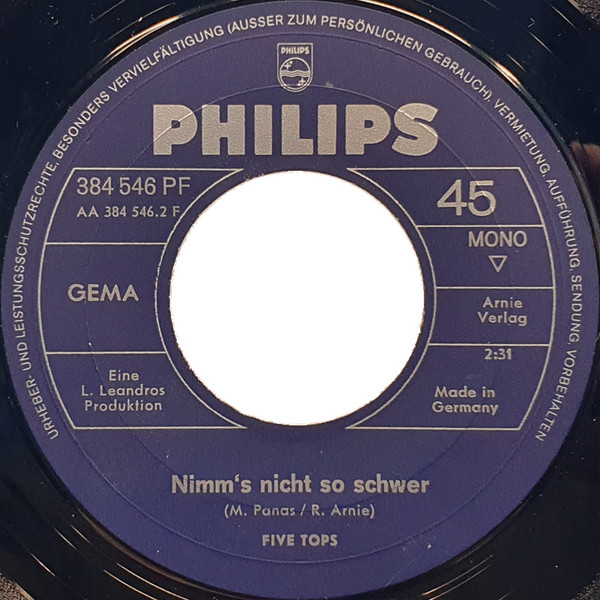 URHEBER- UND LEISTUNGSSCHUTZRECHTE, BESONDERS VERVIELFÄLTIGUNG (AUSSER ZUM PERSÖNLICHEN GEBRAUCH), VERMIETUNG, AUFFÜHRUNG, SENDUNG, VORBEHALTEN
PHILIPS
PHILIPS
384 546 PF
AA 384 546.2 F
GEMA
Eine
L. Leandros
Produktion
45
MONO
Arnie
Verlag
2:31
Made in
Germany
Nimm's nicht so schwer
(M. Panas / R. Arnie)
FIVE TOPS